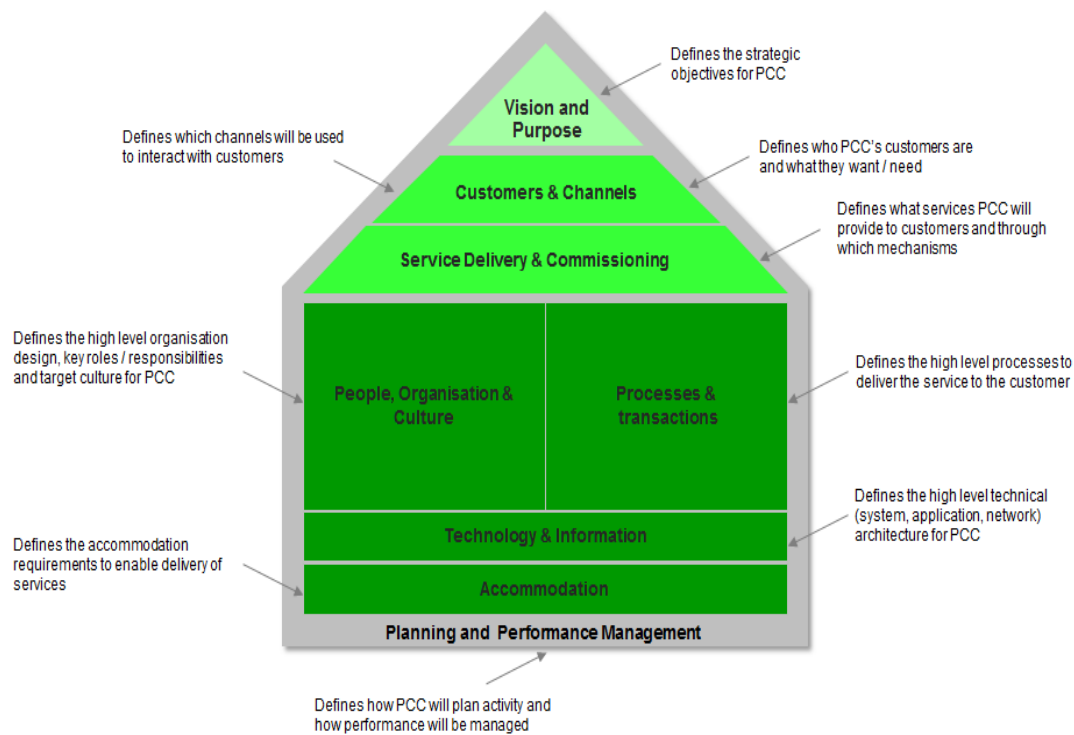 Defines the strategic
objectives for PCC
Vision and
Purpose
Defines which channels will be used
to interact with customers
Defines who PCC's customers are
and what they want / need
Customers & Channels
Defines what services PCC will
provide to customers and through
which mechanisms
Service Delivery & Commissioning
Defines the high level organisation
design, key roles / responsibilities
and target culture for PCC
People, Organisation &
Culture
Processes &
transactions
Defines the high level processes to
deliver the service to the customer
Defines the high level technical
(system, application, network)
architecture for PCC
Technology & Information
Defines the accommodation
requirements to enable delivery of
services
Accommodation
Planning and Performance Management
Defines how PCC will plan activity and
how performance will be managed